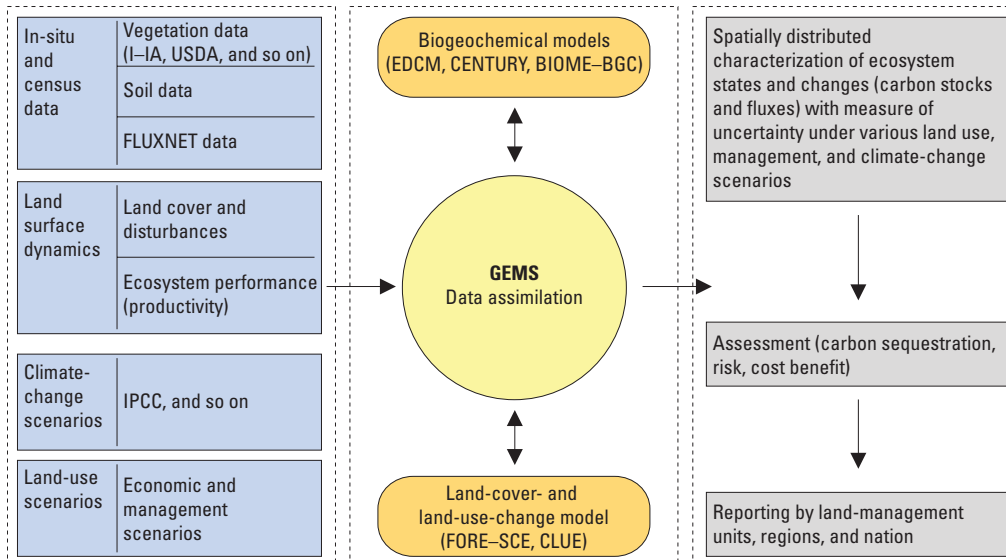 In-situ
and
census
data
Vegetation data
(I–IA, USDA, and so on)
Soil data
FLUXNET data
Land
surface
dynamics
Land cover and
disturbances
Ecosystem performance
(productivity)
Climate-
change
scenarios
IPCC, and so on
Land-use
scenarios
Economic and
management
scenarios
Biogeochemical models
(EDCM, CENTURY, BIOME–BGC)
GEMS
Data assimilation
Land-cover- and
land-use-change model
(FORE–SCE, CLUE)
Spatially distributed
characterization of ecosystem
states and changes (carbon stocks
and fluxes) with measure of
uncertainty under various land use,
management, and climate-change
scenarios
Assessment (carbon sequestration,
risk, cost benefit)
Reporting by land-management
units, regions, and nation